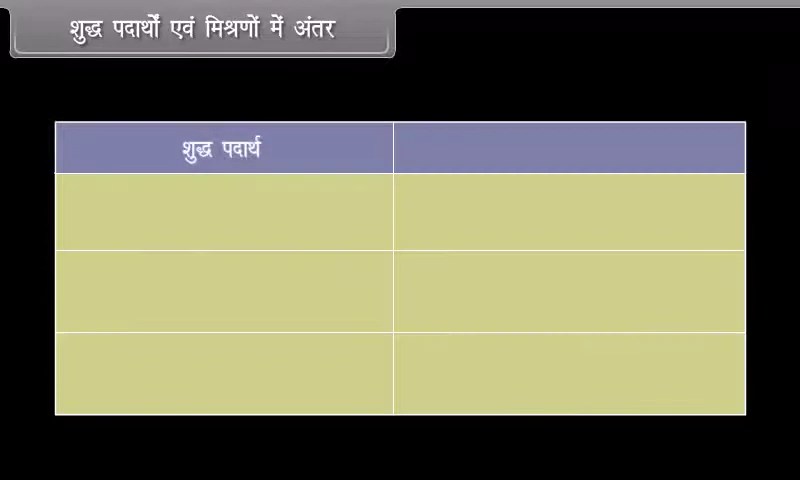 शुद्ध पदार्थों एवं मिश्रणों में अंतर
शुद्ध पदार्थ